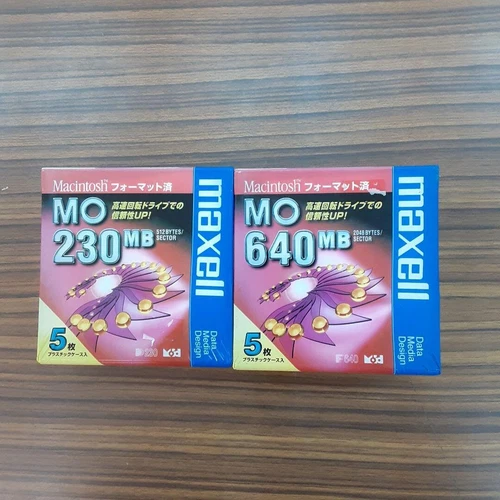 Macintosh フォーマット済
MO
高速回転ドライブでの
信頼性UP!
230MB
512 BYTES/
SECTOR
5枚
プラスチックケース入
230
maxell
Data
Media
Design
Macintosh フォーマット済
MO
高速回転ドライブでの
信頼性UP!
640MB
2048 BYTES/
SECTOR
5枚
プラスチックケース入
640
maxell
Data
Media
Design